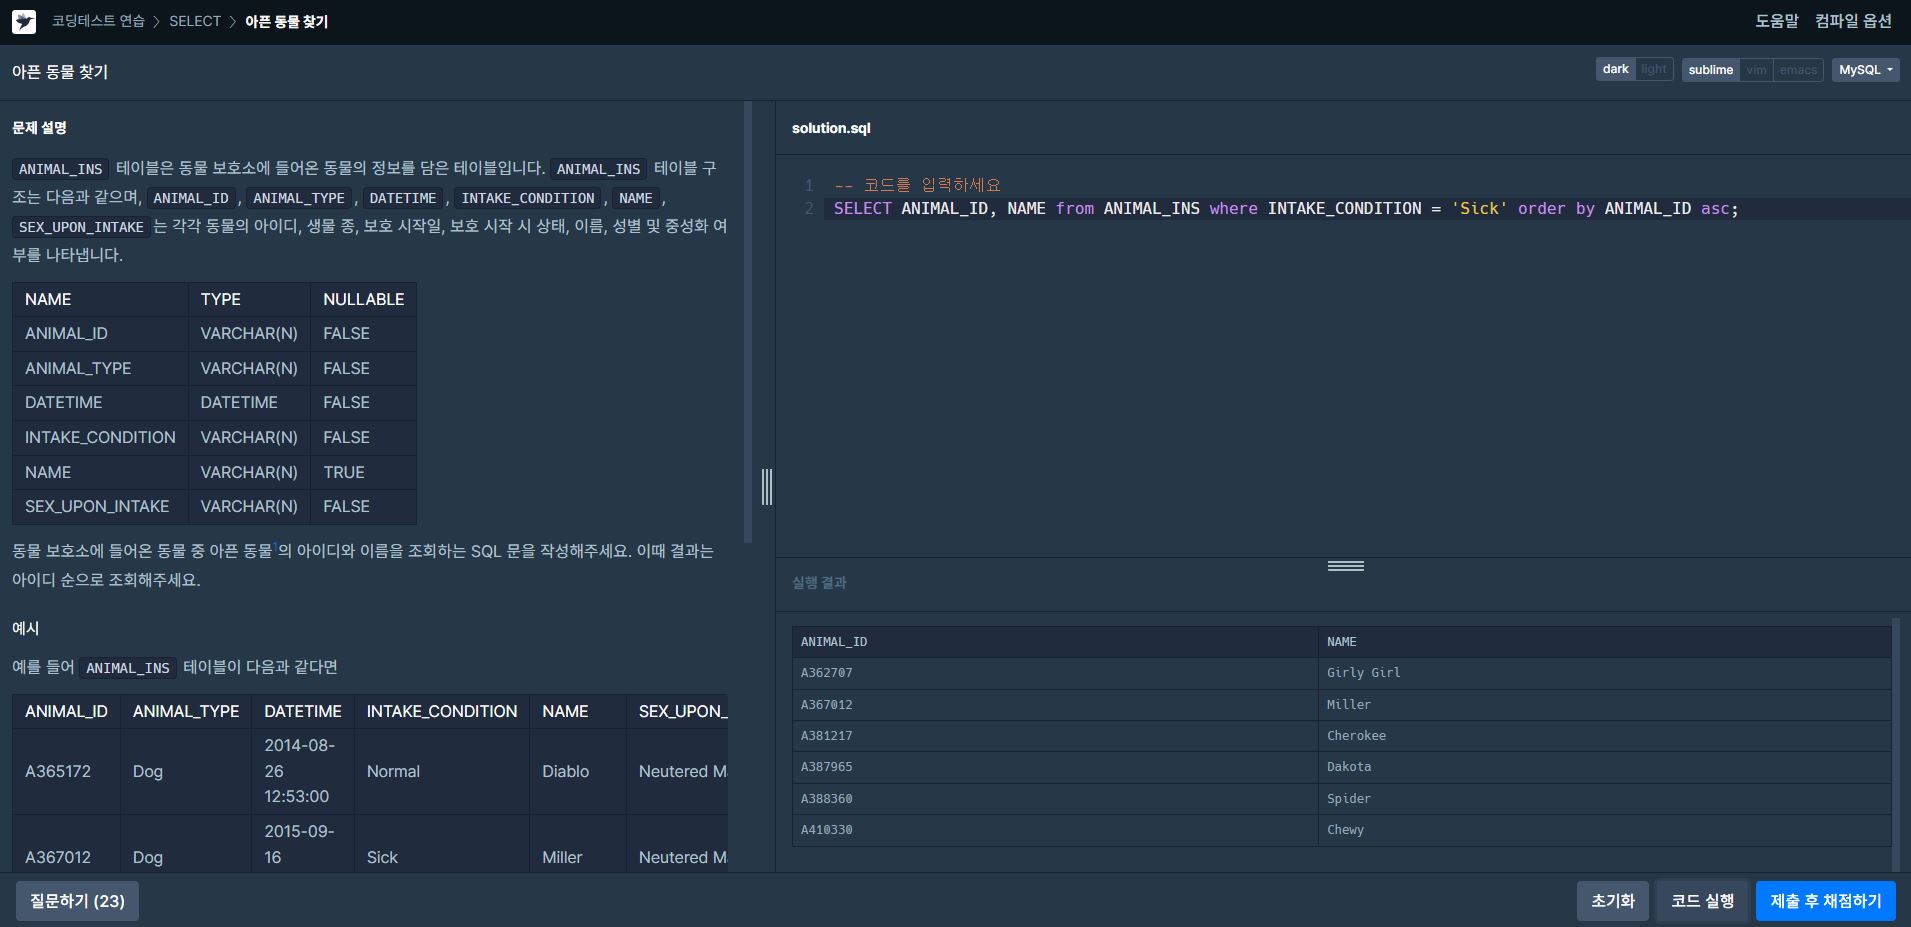 코딩테스트 연습 > SELECT > 아픈 동물 찾기
도움말 컴파일 옵션
아픈 동물 찾기
dark light sublime vim emacs MySQL
문제 설명
ANIMAL_INS 테이블은 동물 보호소에 들어온 동물의 정보를 담은 테이블입니다. ANIMAL_INS 테이블 구
조는 다음과 같으며, ANIMAL_ID, ANIMAL_TYPE, DATETIME, INTAKE_CONDITION, NAME,
SEX_UPON_INTAKE는 각각 동물의 아이디, 생물 종, 보호 시작일, 보호 시작 시 상태, 이름, 성별 및 중성화 여
부를 나타냅니다.
NAME TYPE NULLABLE
ANIMAL_ID VARCHAR(N) FALSE
ANIMAL_TYPE VARCHAR(N) FALSE
DATETIME DATETIME FALSE
INTAKE_CONDITION VARCHAR(N) FALSE
NAME VARCHAR(N) TRUE
SEX_UPON_INTAKE VARCHAR(N) FALSE
동물 보호소에 들어온 동물 중 아픈 동물1의 아이디와 이름을 조회하는 SQL 문을 작성해주세요. 이때 결과는
아이디 순으로 조회해주세요.
예시
예를 들어 ANIMAL_INS 테이블이 다음과 같다면
ANIMAL_ID ANIMAL_TYPE DATETIME INTAKE_CONDITION NAME SEX_UPON_
A365172 Dog 2014-08-26 12:53:00 Normal Diablo Neutered M
A367012 Dog 2015-09-16 Sick Miller Neutered M
질문하기 (23)
solution.sql
1 -- 코드를 입력하세요
2 SELECT ANIMAL_ID, NAME from ANIMAL_INS where INTAKE_CONDITION = 'Sick' order by ANIMAL_ID asc;
실행 결과
ANIMAL_ID NAME
A362707 Girly Girl
A367012 Miller
A381217 Cherokee
A387965 Dakota
A388360 Spider
A410330 Chewy
초기화 코드 실행 제출 후 채점하기